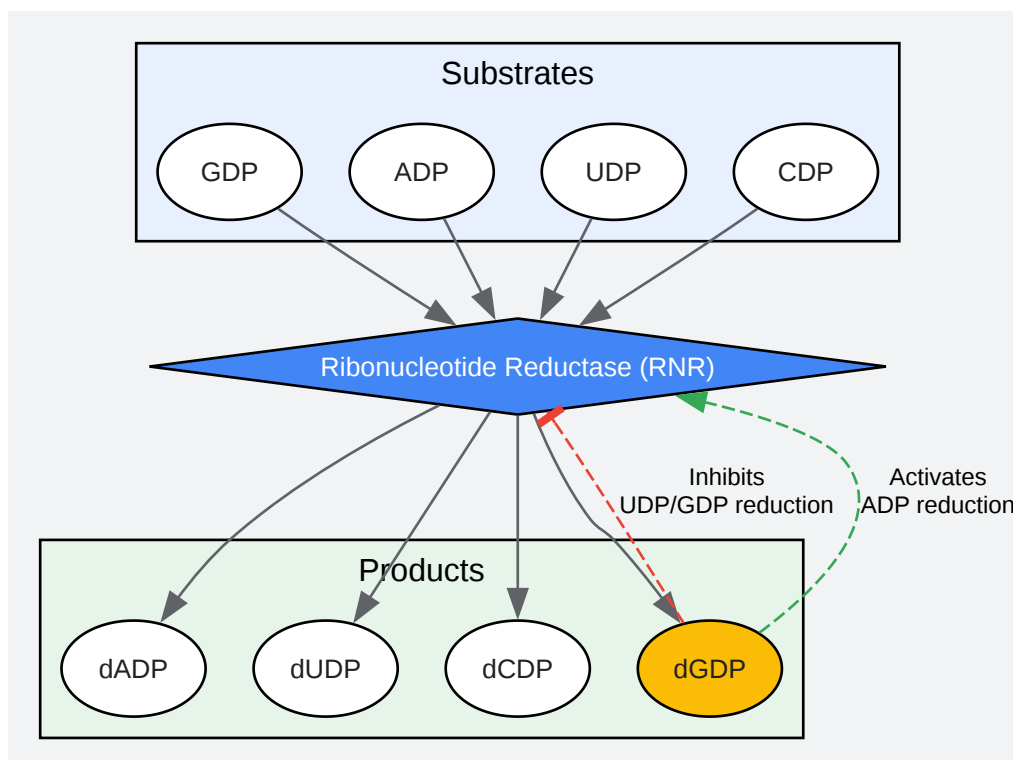 Substrates
GDP
ADP
UDP
CDP
Ribonucleotide Reductase (RNR)
Inhibits
UDP/GDP reduction
Activates
ADP reduction
Products
dADP
dUDP
dCDP
dGDP